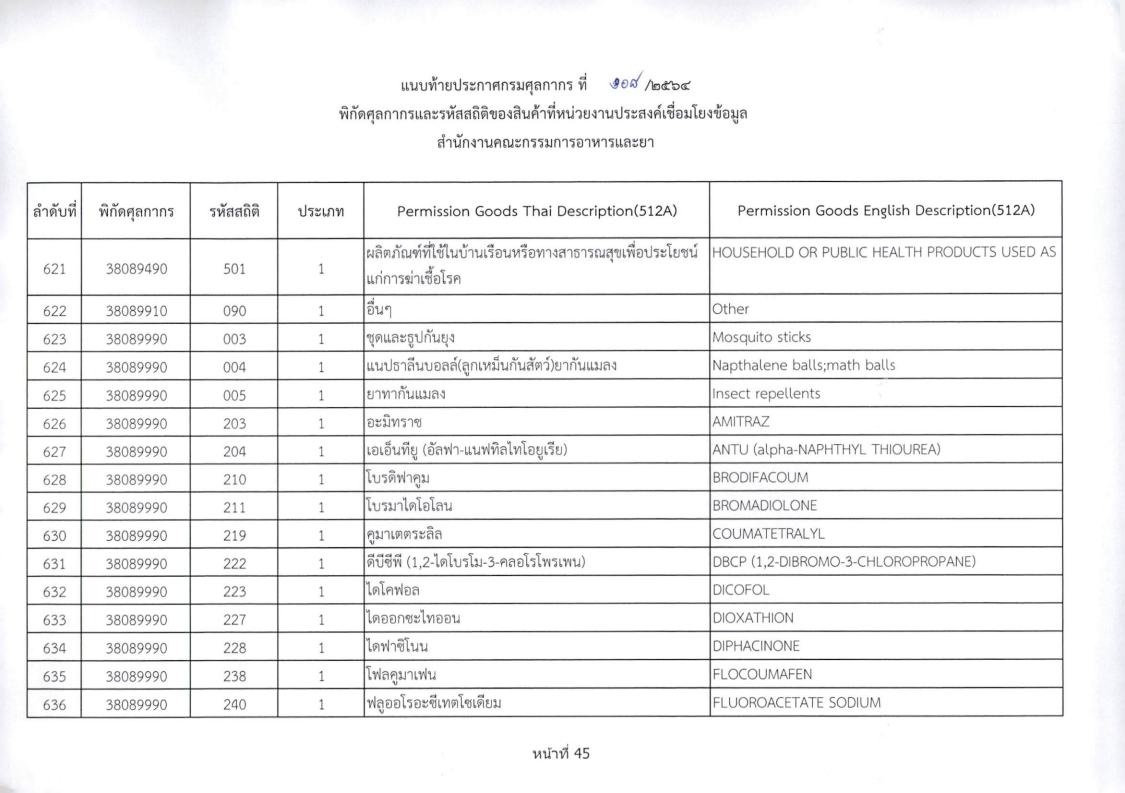 แนบท้ายประกาศกรมศุลกากร ที่ ๑๐๘ /๒๕๖๔
พิกัดศุลกากรและรหัสสถิติของสินค้าที่หน่วยงานประสงค์เชื่อมโยงข้อมูล
สำนักงานคณะกรรมการอาหารและยา
ลำดับที่ พิกัดศุลกากร รหัสสถิติ ประเภท Permission Goods Thai Description(512A) Permission Goods English Description(512A)
621 38089490 501 1 ผลิตภัณฑ์ที่ใช้ในบ้านเรือนหรือทางสาธารณสุขเพื่อประโยชน์ HOUSEHOLD OR PUBLIC HEALTH PRODUCTS USED AS
แก่การฆ่าเชื้อโรค
622 38089910 090 1 อื่นๆ Other
623 38089990 003 1 ชุดและธูปกันยุง Mosquito sticks
624 38089990 004 1 แนปธาลีนบอลล์(ลูกเหม็นกันสัตว์)ยากันแมลง Napthalene balls;math balls
625 38089990 005 1 ยาทากันแมลง Insect repellents
626 38089990 203 1 อะมิทราซ AMITRAZ
627 38089990 204 1 เอเอ็นทียู (อัลฟา-แนฟทิลไทโอยูเรีย) ANTU (alpha-NAPHTHYL THIOUREA)
628 38089990 210 1 โบรดิฟาคูม BRODIFACOUM
629 38089990 211 1 โบรมาไดโอโลน BROMADIOLONE
630 38089990 219 1 คูมาเตตระลิล COUMATETRALYL
631 38089990 222 1 ดีบีซีพี (1,2-ไดโบรโม-3-คลอโรโพรเพน) DBCP (1,2-DIBROMO-3-CHLOROPROPANE)
632 38089990 223 1 ไดโคฟอล DICOFOL
633 38089990 227 1 ไดออกซะไทออน DIOXATHION
634 38089990 228 1 ไดฟาซิโนน DIPHACINONE
635 38089990 238 1 โฟลคูมาเฟน FLOCOUMAFEN
636 38089990 240 1 ฟลูออโรอะซีเทตโซเดียม FLUOROACETATE SODIUM
หน้าที่ 45